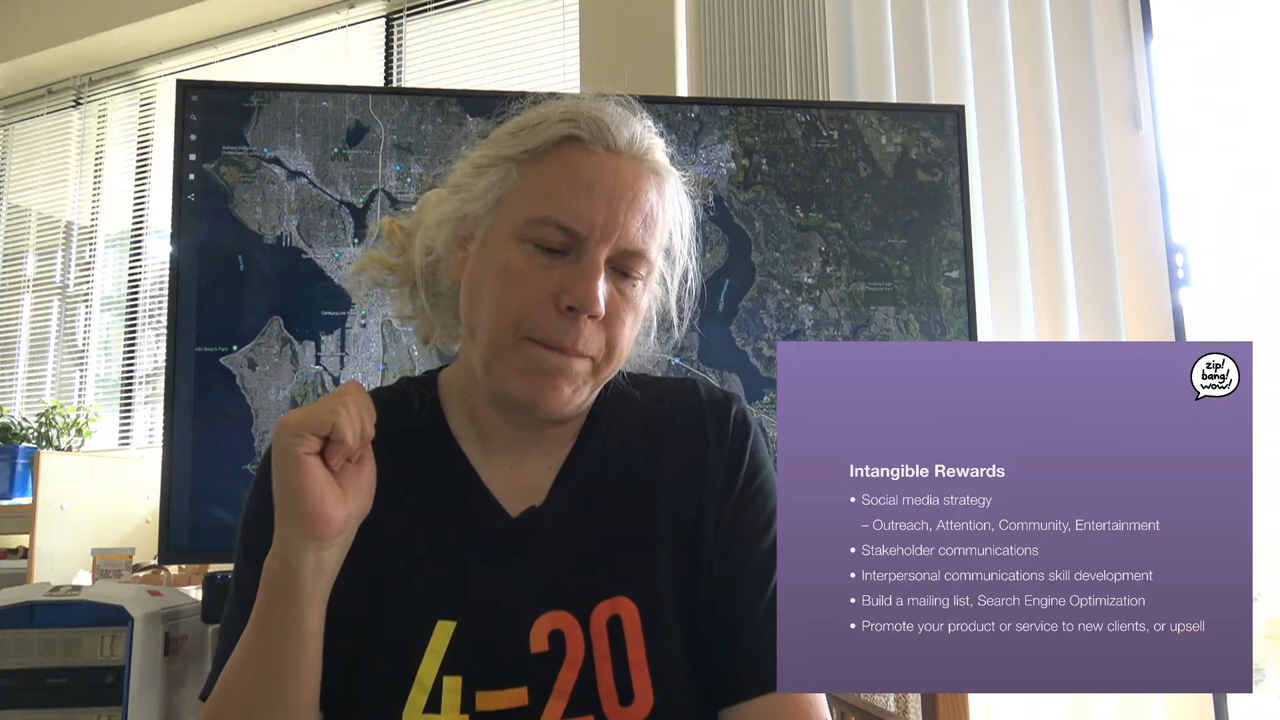 zip!
bang!
wow!
Intangible Rewards
• Social media strategy
– Outreach, Attention, Community, Entertainment
• Stakeholder communications
• Interpersonal communications skill development
• Build a mailing list, Search Engine Optimization
• Promote your product or service to new clients, or upsell
4-20